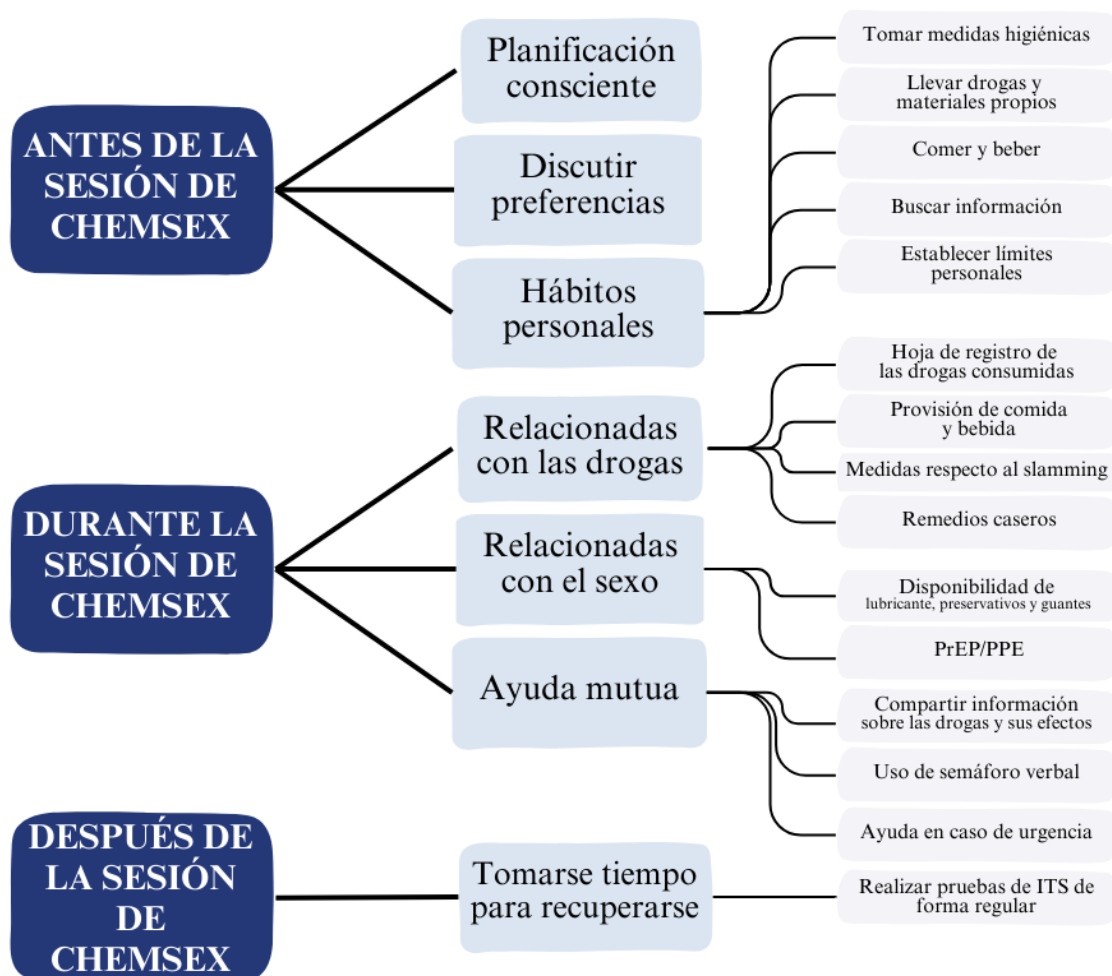 ANTES DE LA
SESIÓN DE
CHEMSEX
Planificación
consciente
Discutir
preferencias
Hábitos
personales
Tomar medidas higiénicas
Llevar drogas y
materiales propios
Comer y beber
Buscar información
Establecer límites
personales
DURANTE LA
SESIÓN DE
CHEMSEX
Relacionadas
con las drogas
Hoja de registro de
las drogas consumidas
Provisión de comida
y bebida
Medidas respecto al slamming
Remedios caseros
Relacionadas
con el sexo
Disponibilidad de
lubricante, preservativos y guantes
PrEP/PPE
Ayuda mutua
Compartir información
sobre las drogas y sus efectos
Uso de semáforo verbal
Ayuda en caso de urgencia
DESPUÉS DE
LA SESIÓN
DE
CHEMSEX
Tomarse tiempo
para recuperarse
Realizar pruebas de ITS de
forma regular